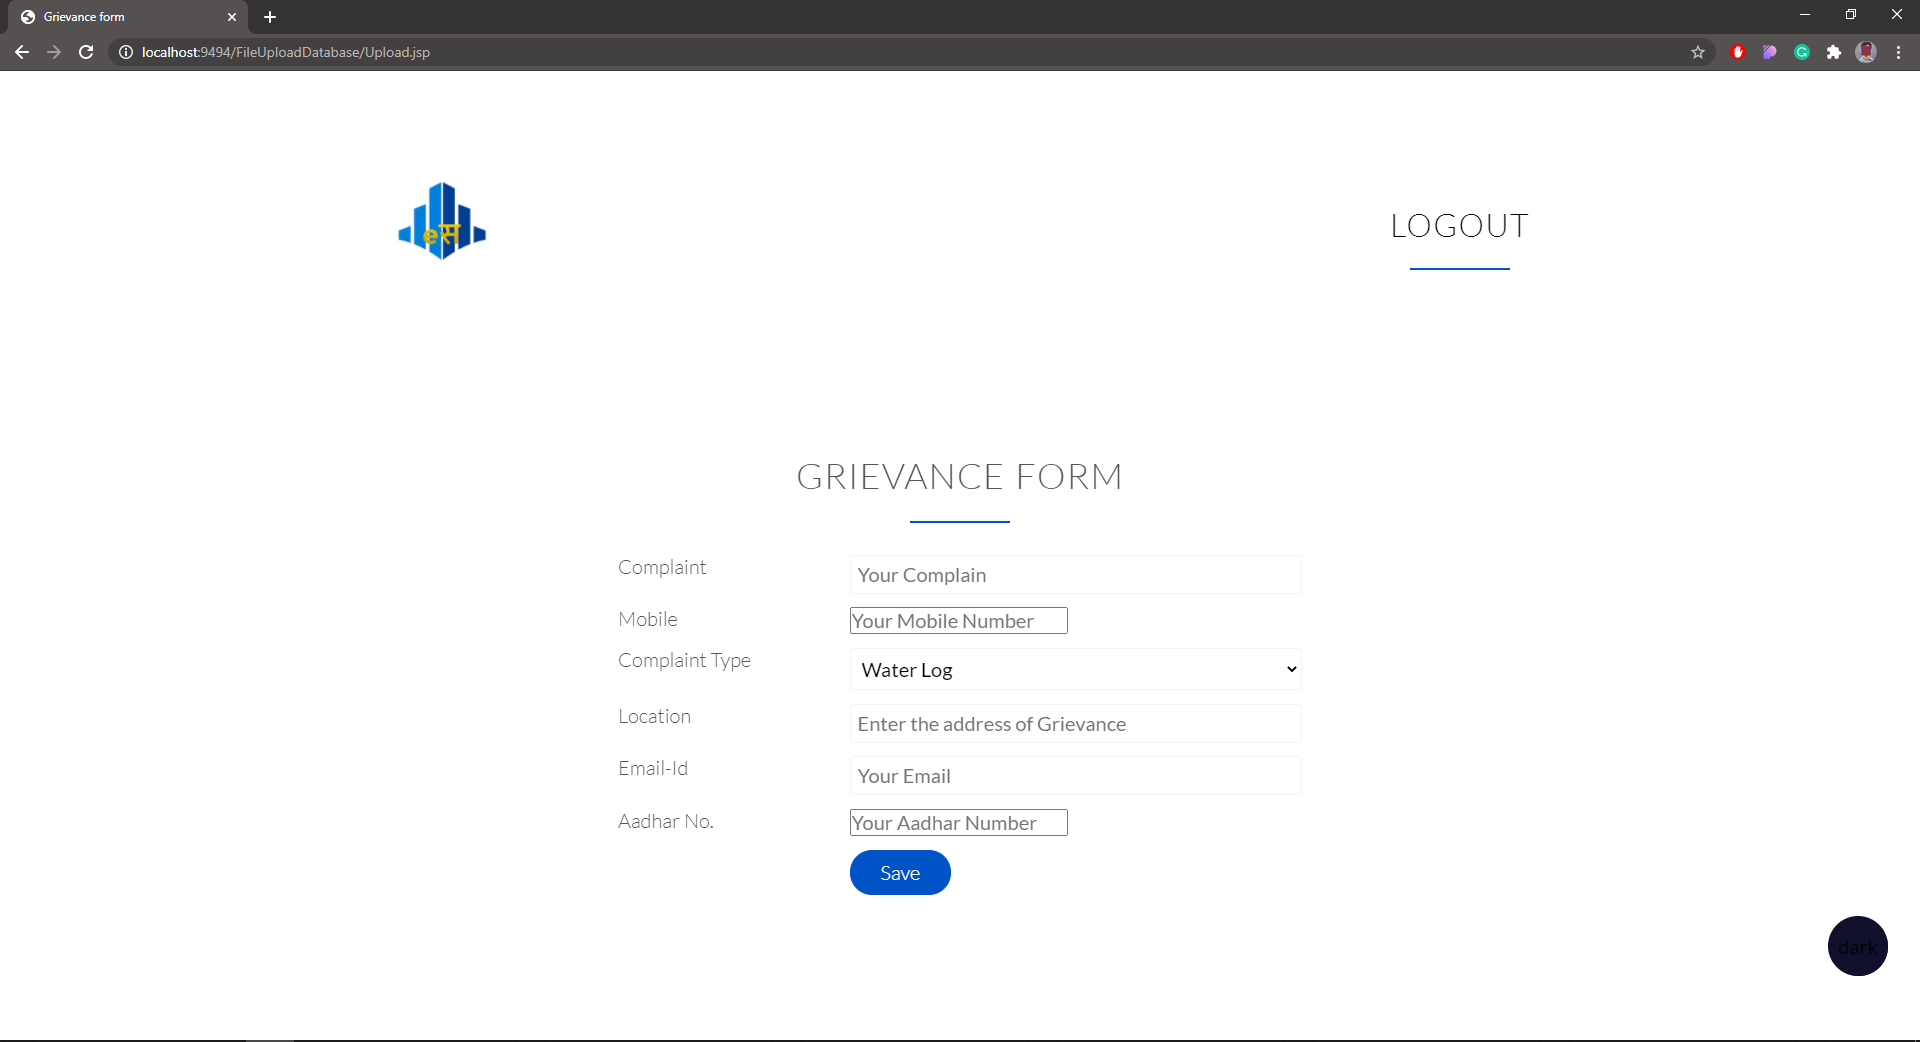 Grievance form
localhost:9494/FileUploadDatabase/Upload.jsp
eस
LOGOUT
GRIEVANCE FORM
Complaint Your Complain
Mobile Your Mobile Number
Complaint Type Water Log
Location Enter the address of Grievance
Email-Id Your Email
Aadhar No. Your Aadhar Number
Save
dark